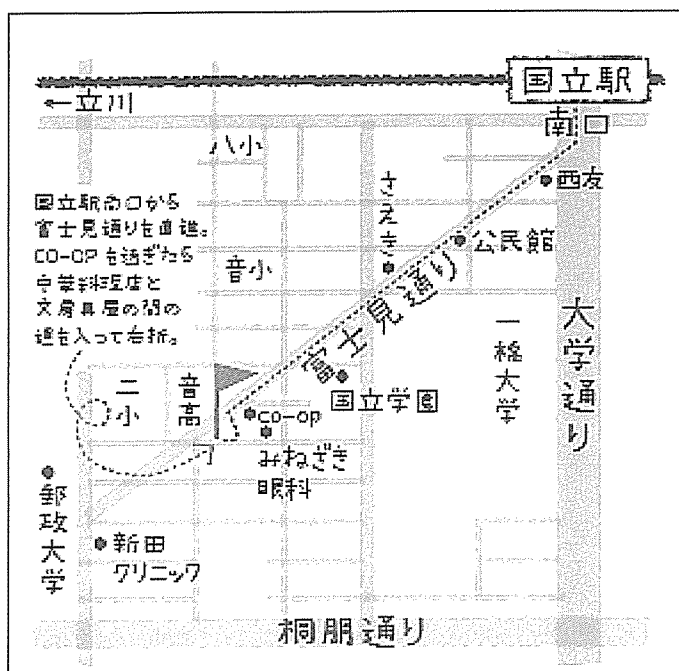 国立駅
←立川
南口
八小
西友
さえき
公民館
国立駅南口から
富士見通りを直進。
CO-OPを過ぎたら
中華料理店と
文房具屋の間の
道を入って右折。
音小
富士見通り
一橋大学
大学通り
二小
音高
国立学園
co-op
みねざき
眼科
郵政大学
新田
クリニック
桐朋通り